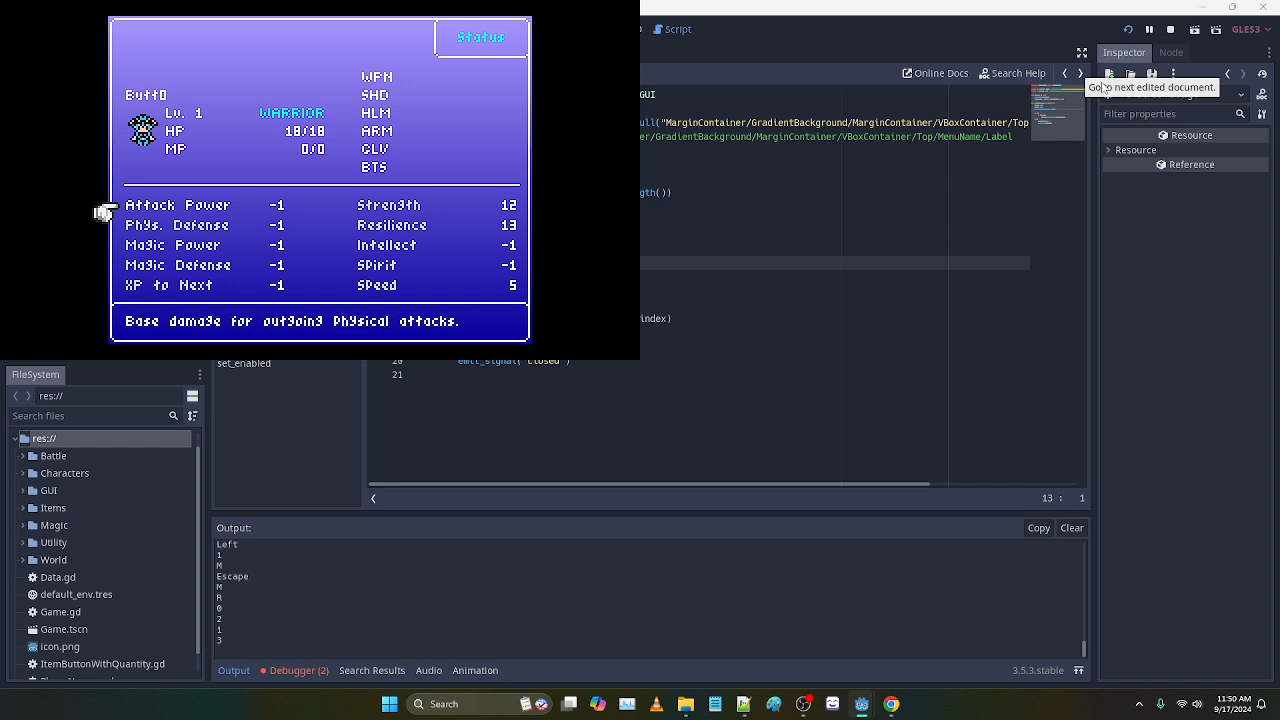 Status
WPN
Butt0 SHD
Lv. 1 WARRIOR HLM
HP 18/18 ARM
MP 0/0 GLV
BTS
Attack Power -1 Strength 12
Phys. Defense -1 Resilience 13
Magic Power -1 Intellect -1
Magic Defense -1 Spirit -1
XP to Next -1 Speed 5
Base damage for outgoing Physical attacks.
Script
GLES3
Inspector Node
Online Docs Search Help
Go to next edited document.
GUI
Filter properties
ull("MarginContainer/GradientBackground/MarginContainer/VBoxContainer/Top
/GradientBackground/MarginContainer/VBoxContainer/Top/MenuName/Label
Resource
Resource
Reference
gth())
index)
set_enabled
20 emit_signal("closed")
21
FileSystem
res://
Search files
res://
Battle
Characters
GUI
Items
Magic
Utility
World
Data.gd
default_env.tres
Game.gd
Game.tscn
icon.png
ItemButtonWithQuantity.gd
13 : 1
Output:
Copy Clear
Left
1
M
Escape
M
R
0
2
1
3
Output Debugger (2) Search Results Audio Animation 3.5.3.stable
Search
11:50 AM
9/17/2024